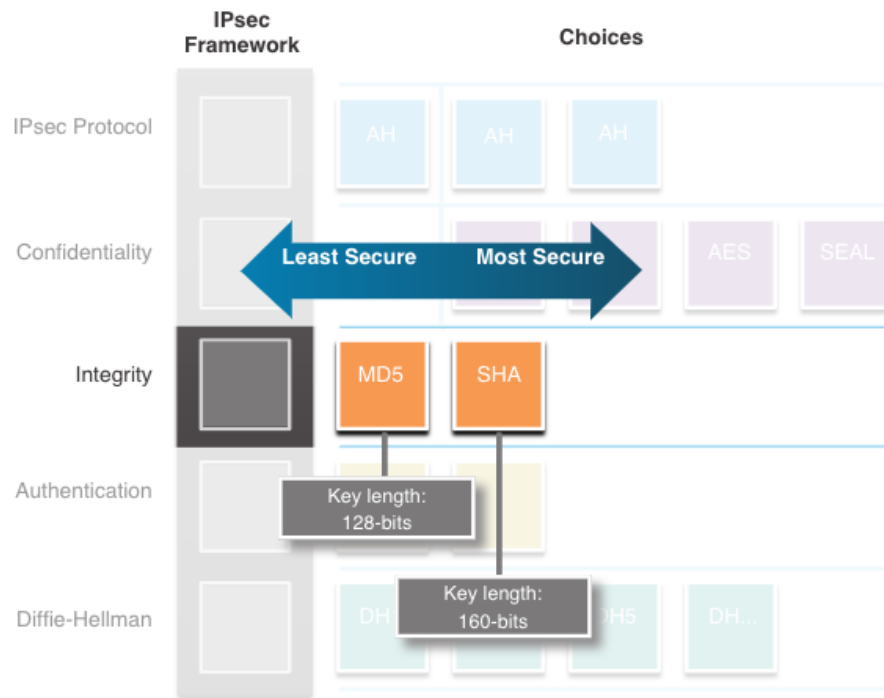 IPsec
Framework
Choices
IPsec Protocol
AH
AH
AH
Confidentiality
Least Secure
Most Secure
AES
SEAL
Integrity
MD5
SHA
Authentication
Key length:
128-bits
Diffie-Hellman
DH
Key length:
160-bits
DH5
DH...